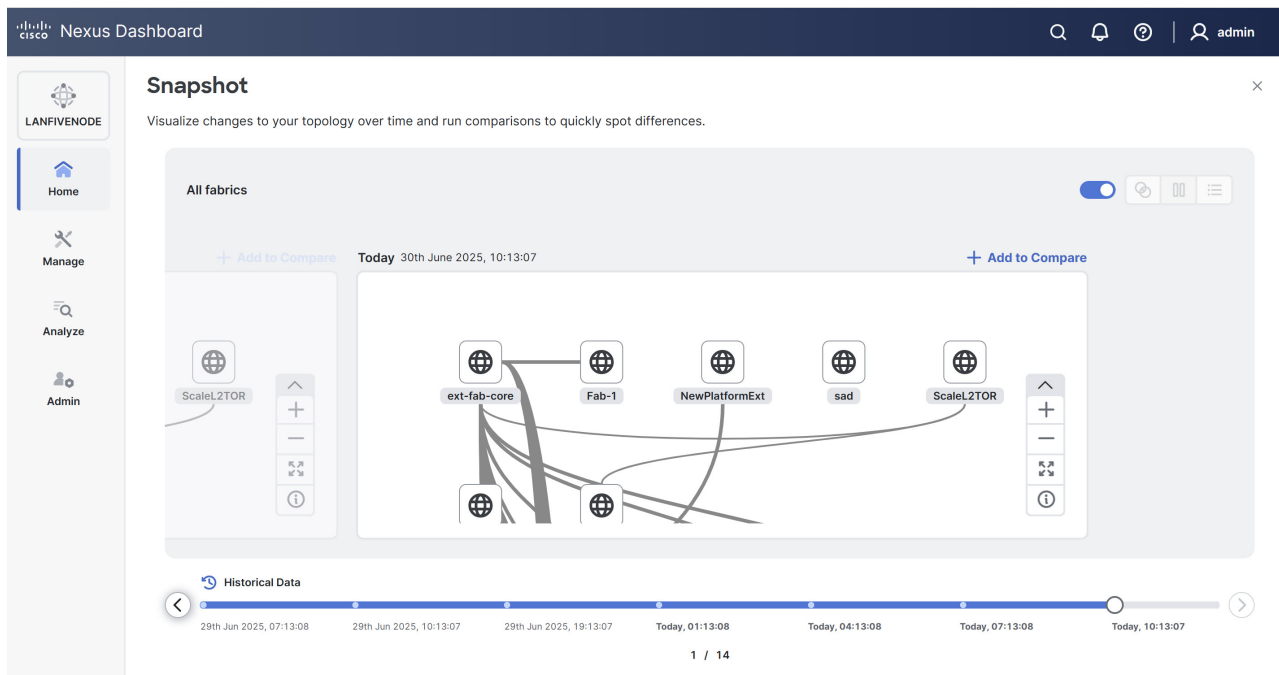 cisco Nexus Dashboard
admin
LANFIVENODE
Home
Manage
Analyze
Admin
Snapshot
Visualize changes to your topology over time and run comparisons to quickly spot differences.
All fabrics
+ Add to Compare
Today 30th June 2025, 10:13:07
+ Add to Compare
ScaleL2TOR
ext-fab-core
Fab-1
NewPlatformExt
sad
ScaleL2TOR
Historical Data
29th Jun 2025, 07:13:08
29th Jun 2025, 10:13:07
29th Jun 2025, 19:13:07
Today, 01:13:08
Today, 04:13:08
Today, 07:13:08
Today, 10:13:07
1 / 14